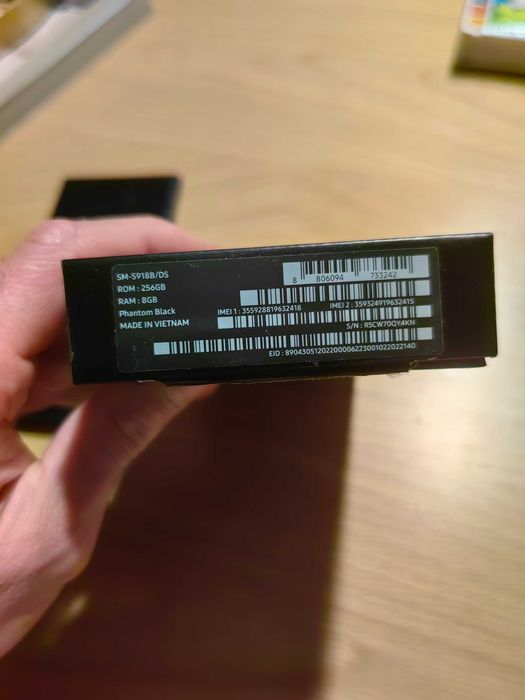 SM-S918B/DS
ROM : 256GB
RAM : 8GB
Phantom Black
MADE IN VIETNAM
8 806094 733242
IMEI 1 : 355928819632418
IMEI 2 : 359324919632415
S/N : R5CW70QY4KN
EID : 89043051202200006223001022022140